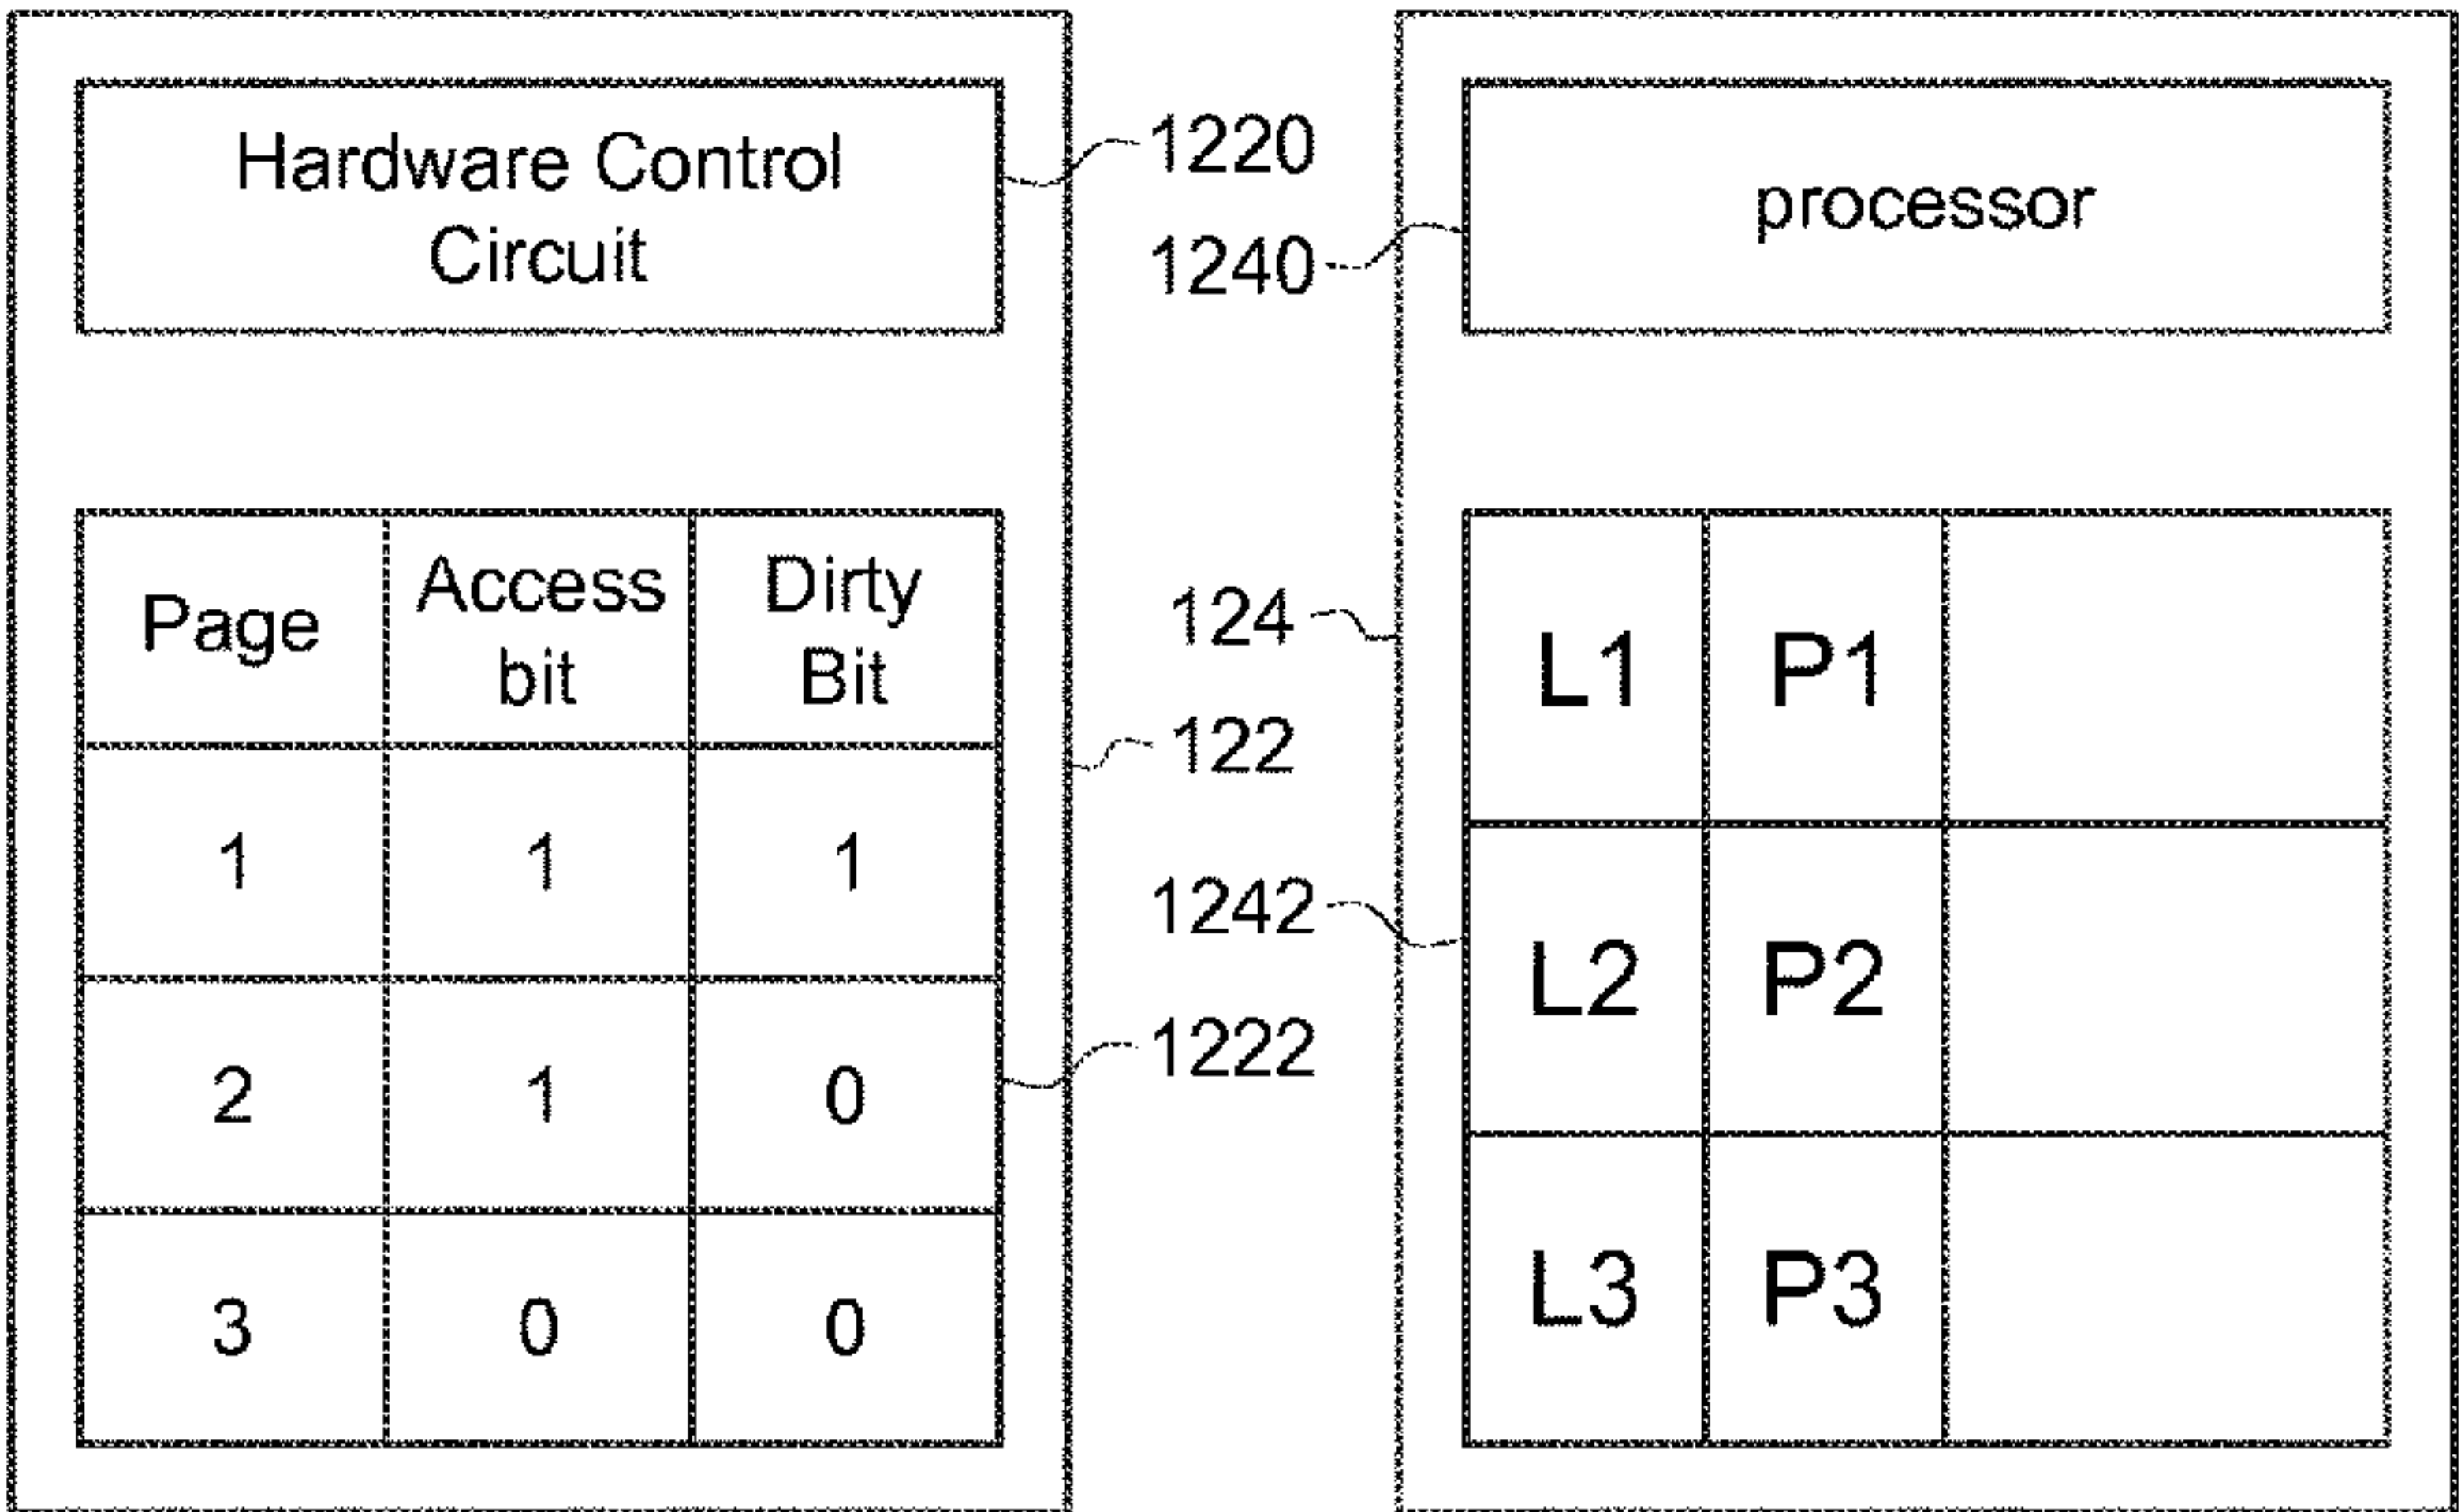 Hardware Control
Circuit
1220
1240
processor
Page
Access
bit
Dirty
Bit
1 1 1
2 1 0
3 0 0
124
122
1242
1222
L1 P1
L2 P2
L3 P3